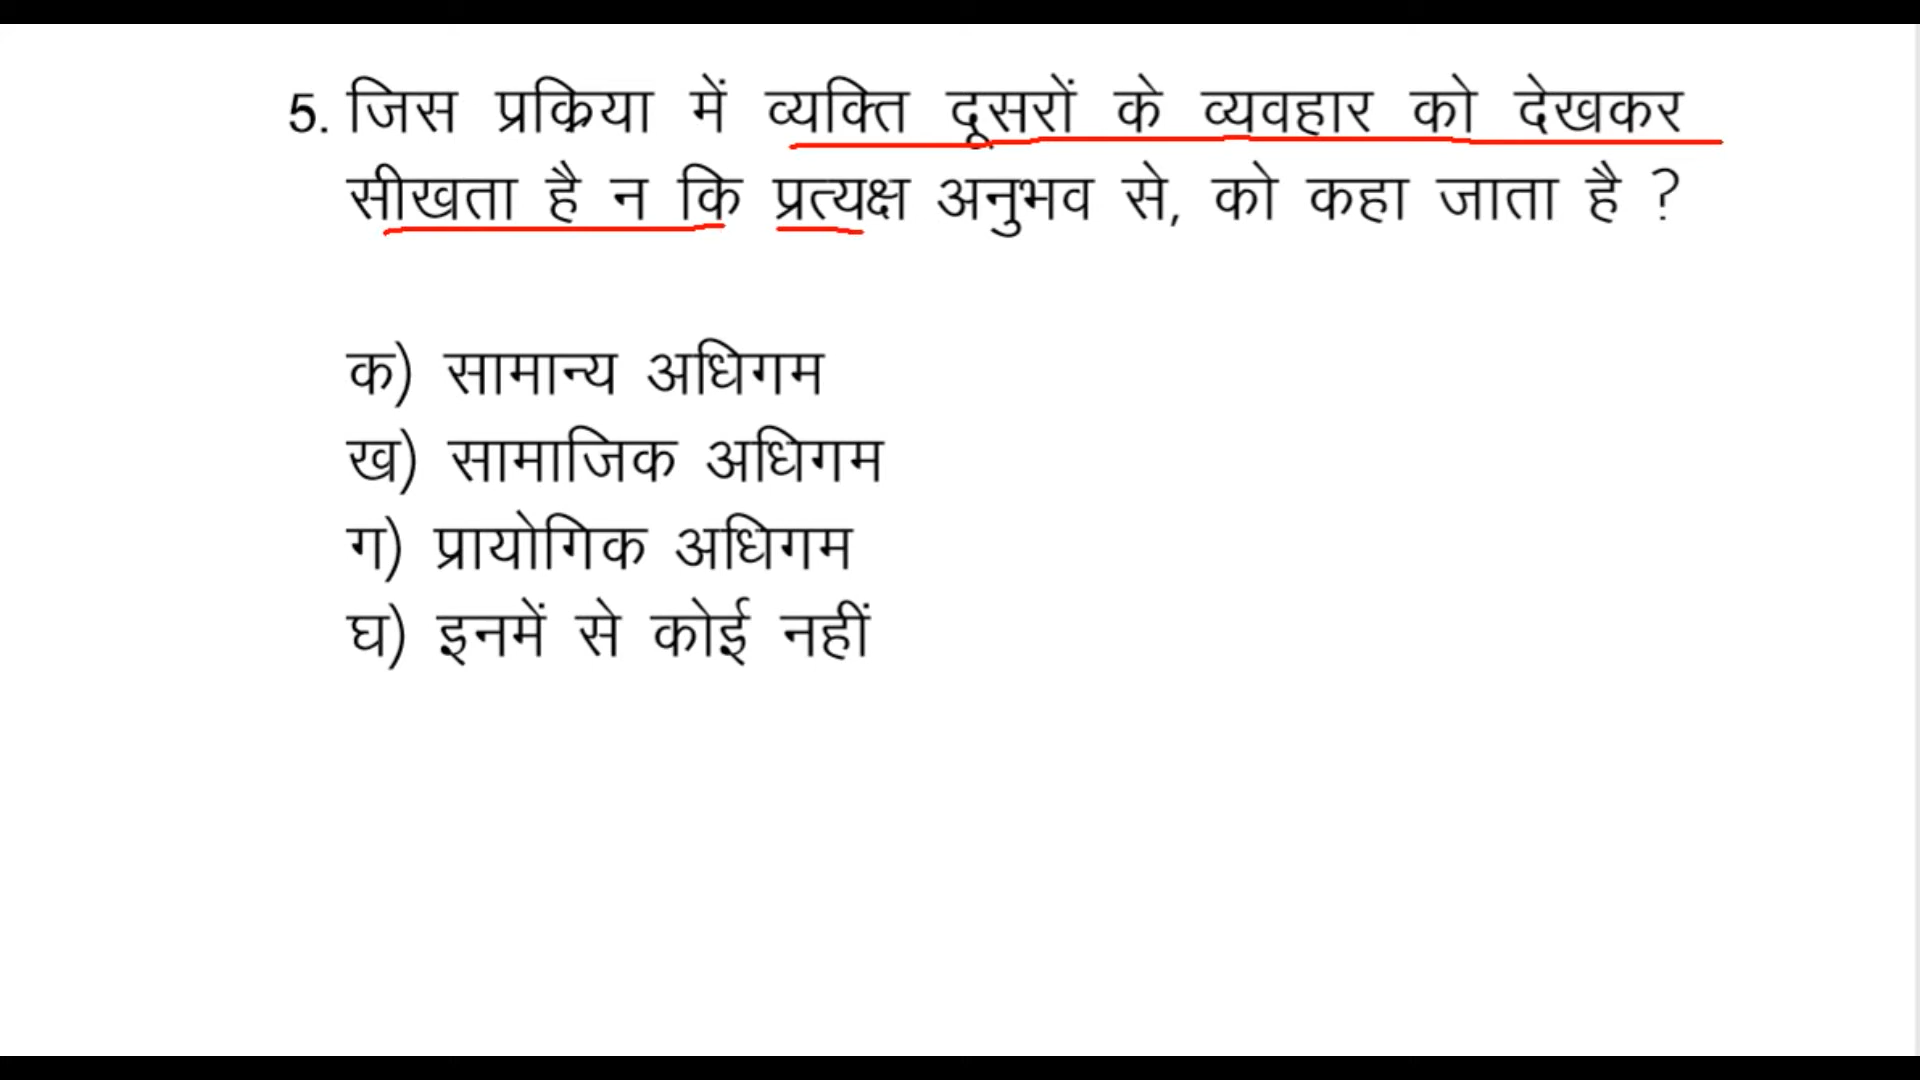 5. जिस प्रक्रिया में व्यक्ति दूसरों के व्यवहार को देखकर
सीखता है न कि प्रत्यक्ष अनुभव से, को कहा जाता है ?
क) सामान्य अधिगम
ख) सामाजिक अधिगम
ग) प्रायोगिक अधिगम
घ) इनमें से कोई नहीं